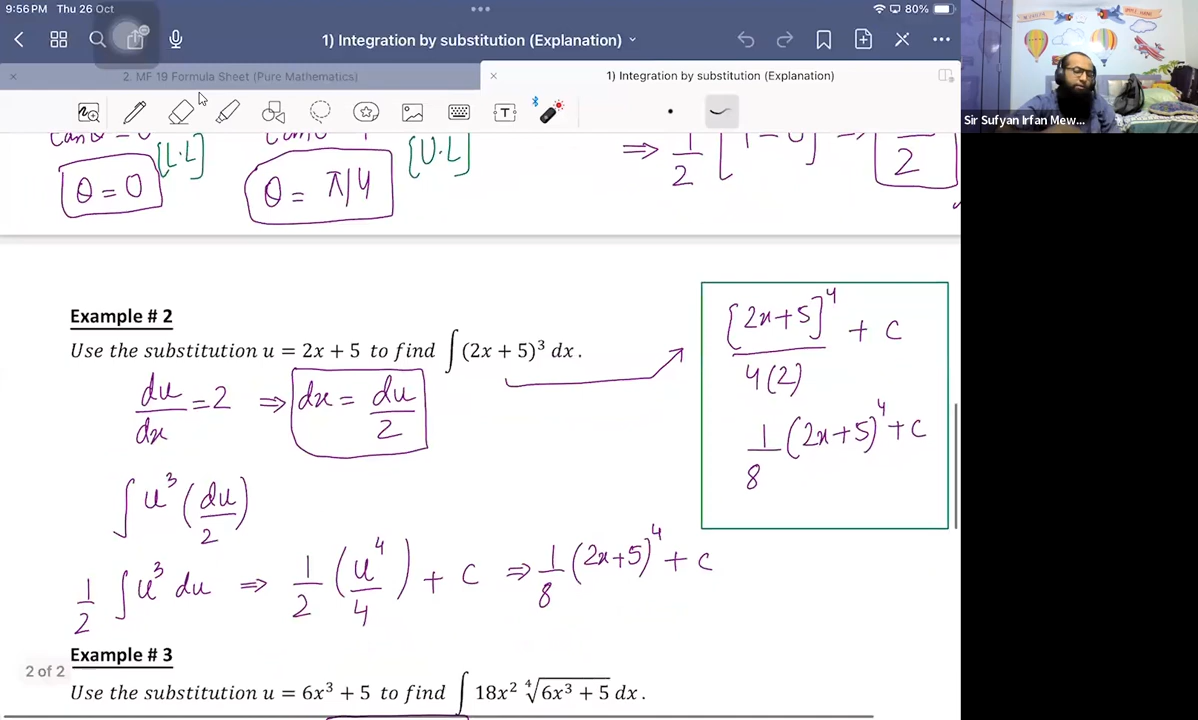 9:56 PM Thu 26 Oct
80%
1) Integration by substitution (Explanation)
2. MF 19 Formula Sheet (Pure Mathematics)
1) Integration by substitution (Explanation)
Sir Sufyan Irfan Mew...
[L.L]
[U.L]
θ = 0
θ = π/4
⇒ 1/2
2
Example # 2
Use the substitution u = 2x + 5 to find ∫(2x + 5)³ dx.
du/dx = 2 ⇒ dx = du/2
∫ u³ (du/2)
1/2 ∫ u³ du ⇒ 1/2 (u⁴/4) + c ⇒ 1/8 (2x+5)⁴ + c
[2x+5]⁴/4(2) + c
1/8 (2x+5)⁴ + c
Example # 3
2 of 2
Use the substitution u = 6x³ + 5 to find ∫ 18x² ⁴√(6x³ + 5) dx.